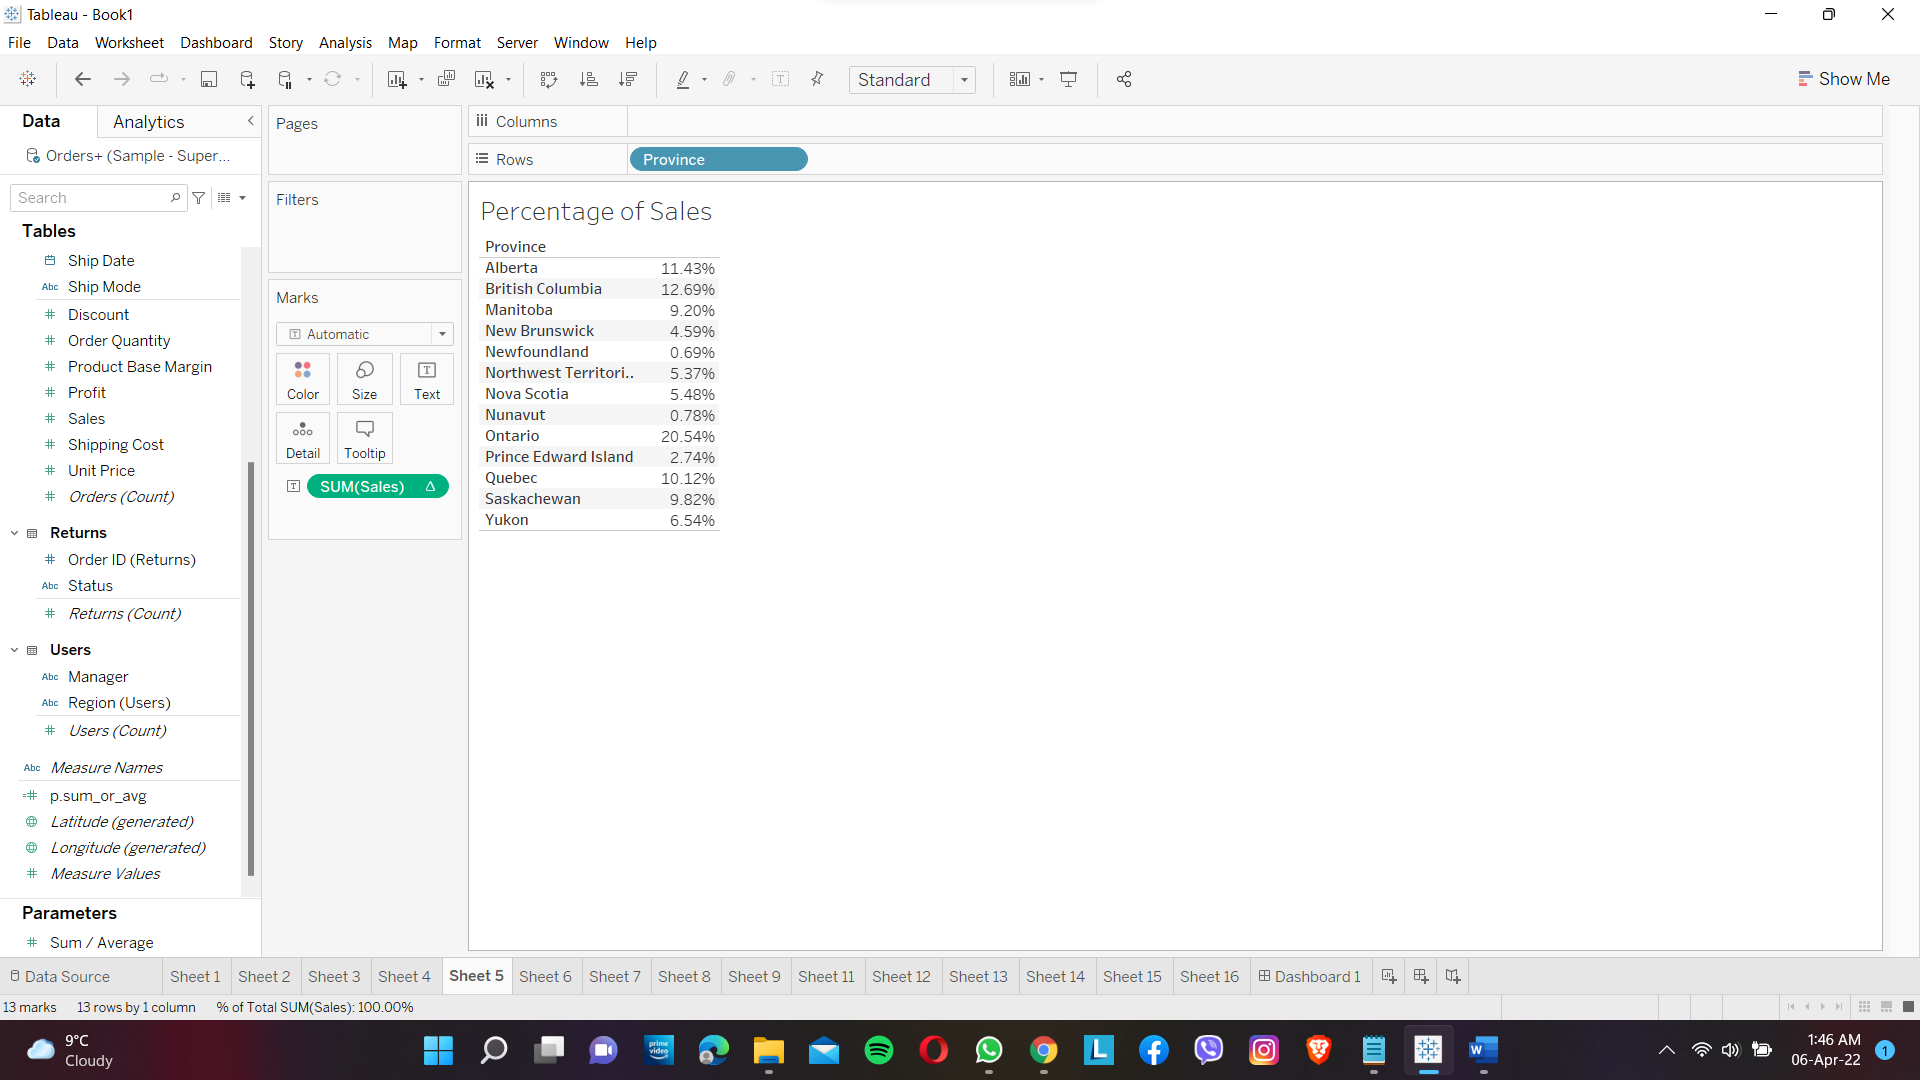 Tableau - Book1
File Data Worksheet Dashboard Story Analysis Map Format Server Window Help
Standard
Show Me
Data Analytics
Orders+ (Sample - Super...
Search
Tables
Ship Date
Abc Ship Mode
Discount
Order Quantity
Product Base Margin
Profit
Sales
Shipping Cost
Unit Price
Orders (Count)
Returns
Order ID (Returns)
Abc Status
Returns (Count)
Users
Abc Manager
Abc Region (Users)
Users (Count)
Abc Measure Names
p.sum_or_avg
Latitude (generated)
Longitude (generated)
Measure Values
Parameters
Sum / Average
Pages
Filters
Marks
Automatic
Color Size Text
Detail Tooltip
SUM(Sales)
Columns
Rows Province
Percentage of Sales
Province
Alberta 11.43%
British Columbia 12.69%
Manitoba 9.20%
New Brunswick 4.59%
Newfoundland 0.69%
Northwest Territori.. 5.37%
Nova Scotia 5.48%
Nunavut 0.78%
Ontario 20.54%
Prince Edward Island 2.74%
Quebec 10.12%
Saskachewan 9.82%
Yukon 6.54%
Data Source Sheet 1 Sheet 2 Sheet 3 Sheet 4 Sheet 5 Sheet 6 Sheet 7 Sheet 8 Sheet 9 Sheet 11 Sheet 12 Sheet 13 Sheet 14 Sheet 15 Sheet 16 Dashboard 1
13 marks 13 rows by 1 column % of Total SUM(Sales): 100.00%
9°C
Cloudy
prime video
L
W
1:46 AM
06-Apr-22
1